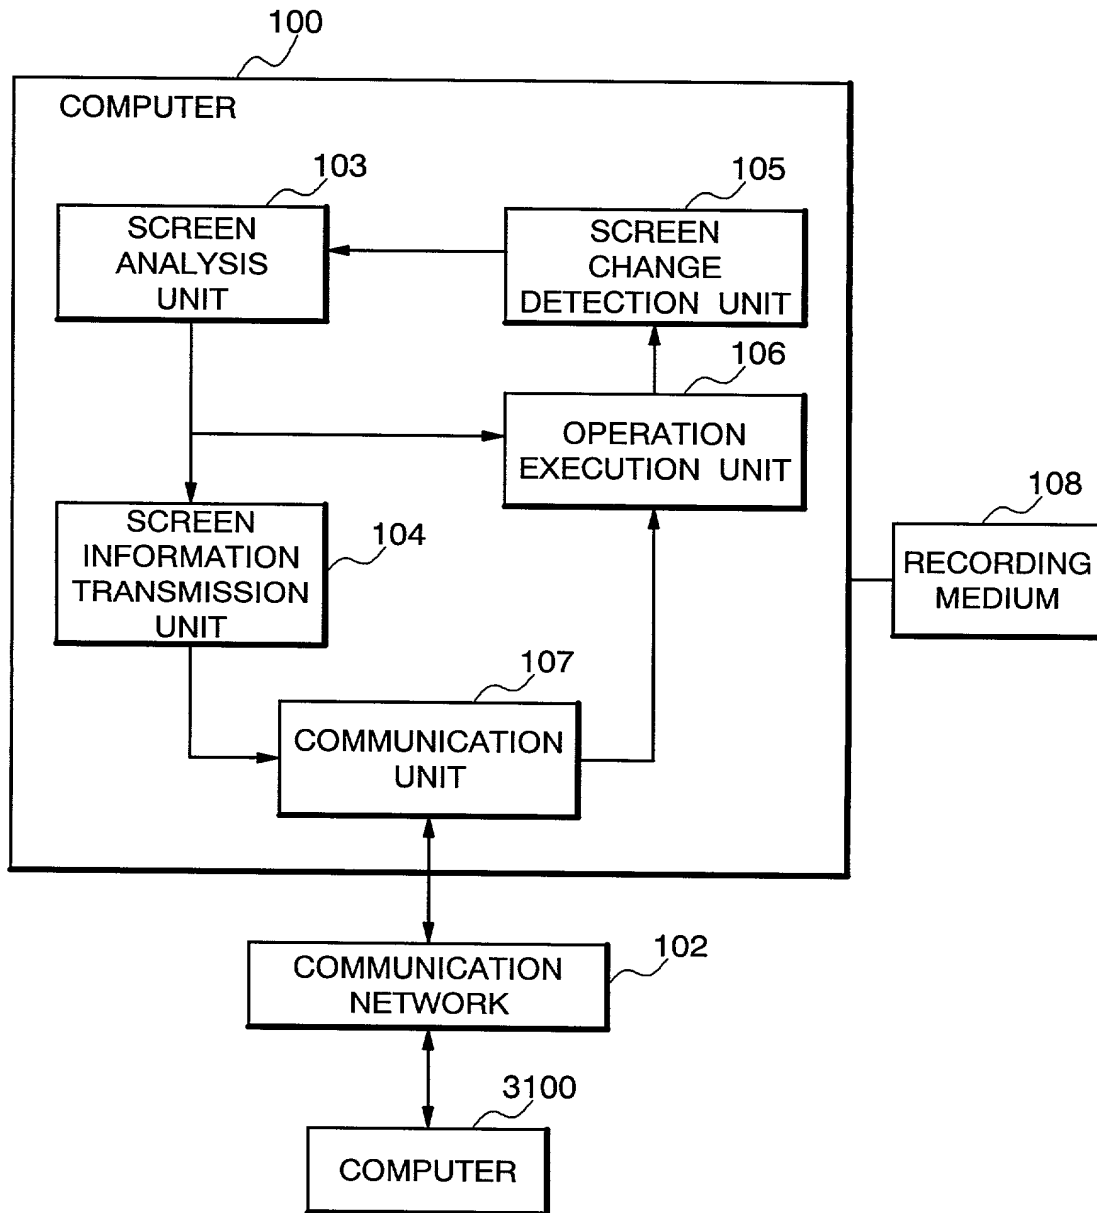 100
COMPUTER
103
SCREEN
ANALYSIS
UNIT
105
SCREEN
CHANGE
DETECTION UNIT
106
OPERATION
EXECUTION UNIT
SCREEN
INFORMATION
TRANSMISSION
UNIT
104
108
RECORDING
MEDIUM
107
COMMUNICATION
UNIT
102
COMMUNICATION
NETWORK
3100
COMPUTER